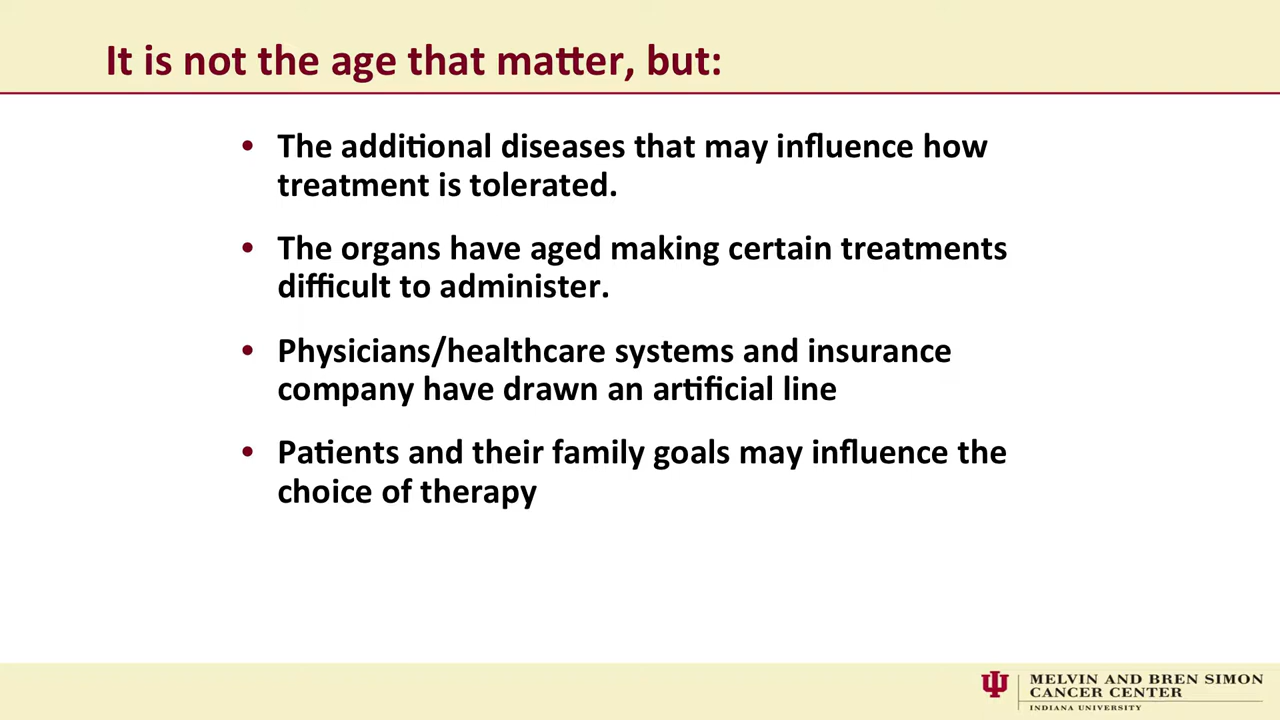 It is not the age that matter, but:
• The additional diseases that may influence how
treatment is tolerated.
• The organs have aged making certain treatments
difficult to administer.
• Physicians/healthcare systems and insurance
company have drawn an artificial line
• Patients and their family goals may influence the
choice of therapy
MELVIN AND BREN SIMON
CANCER CENTER
INDIANA UNIVERSITY